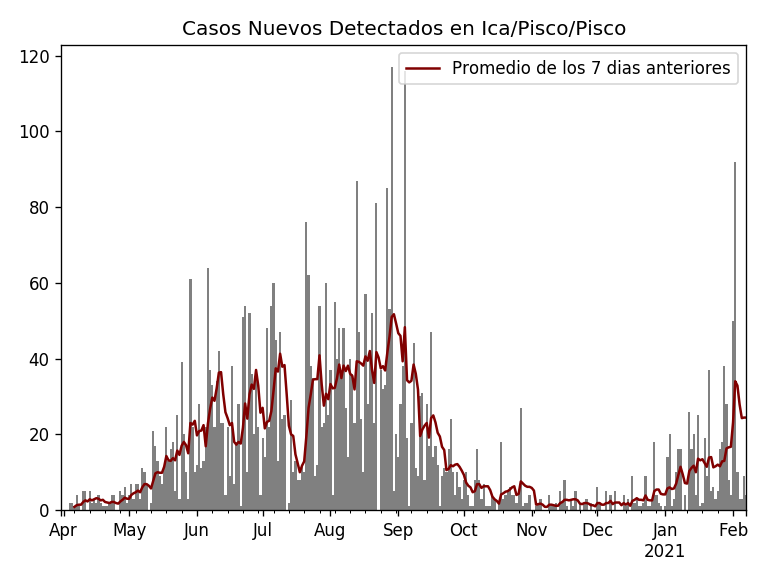 Casos Nuevos Detectados en Ica/Pisco/Pisco
Promedio de los 7 dias anteriores
120
100
80
60
40
20
0
Apr May Jun Jul Aug Sep Oct Nov Dec Jan Feb
2021